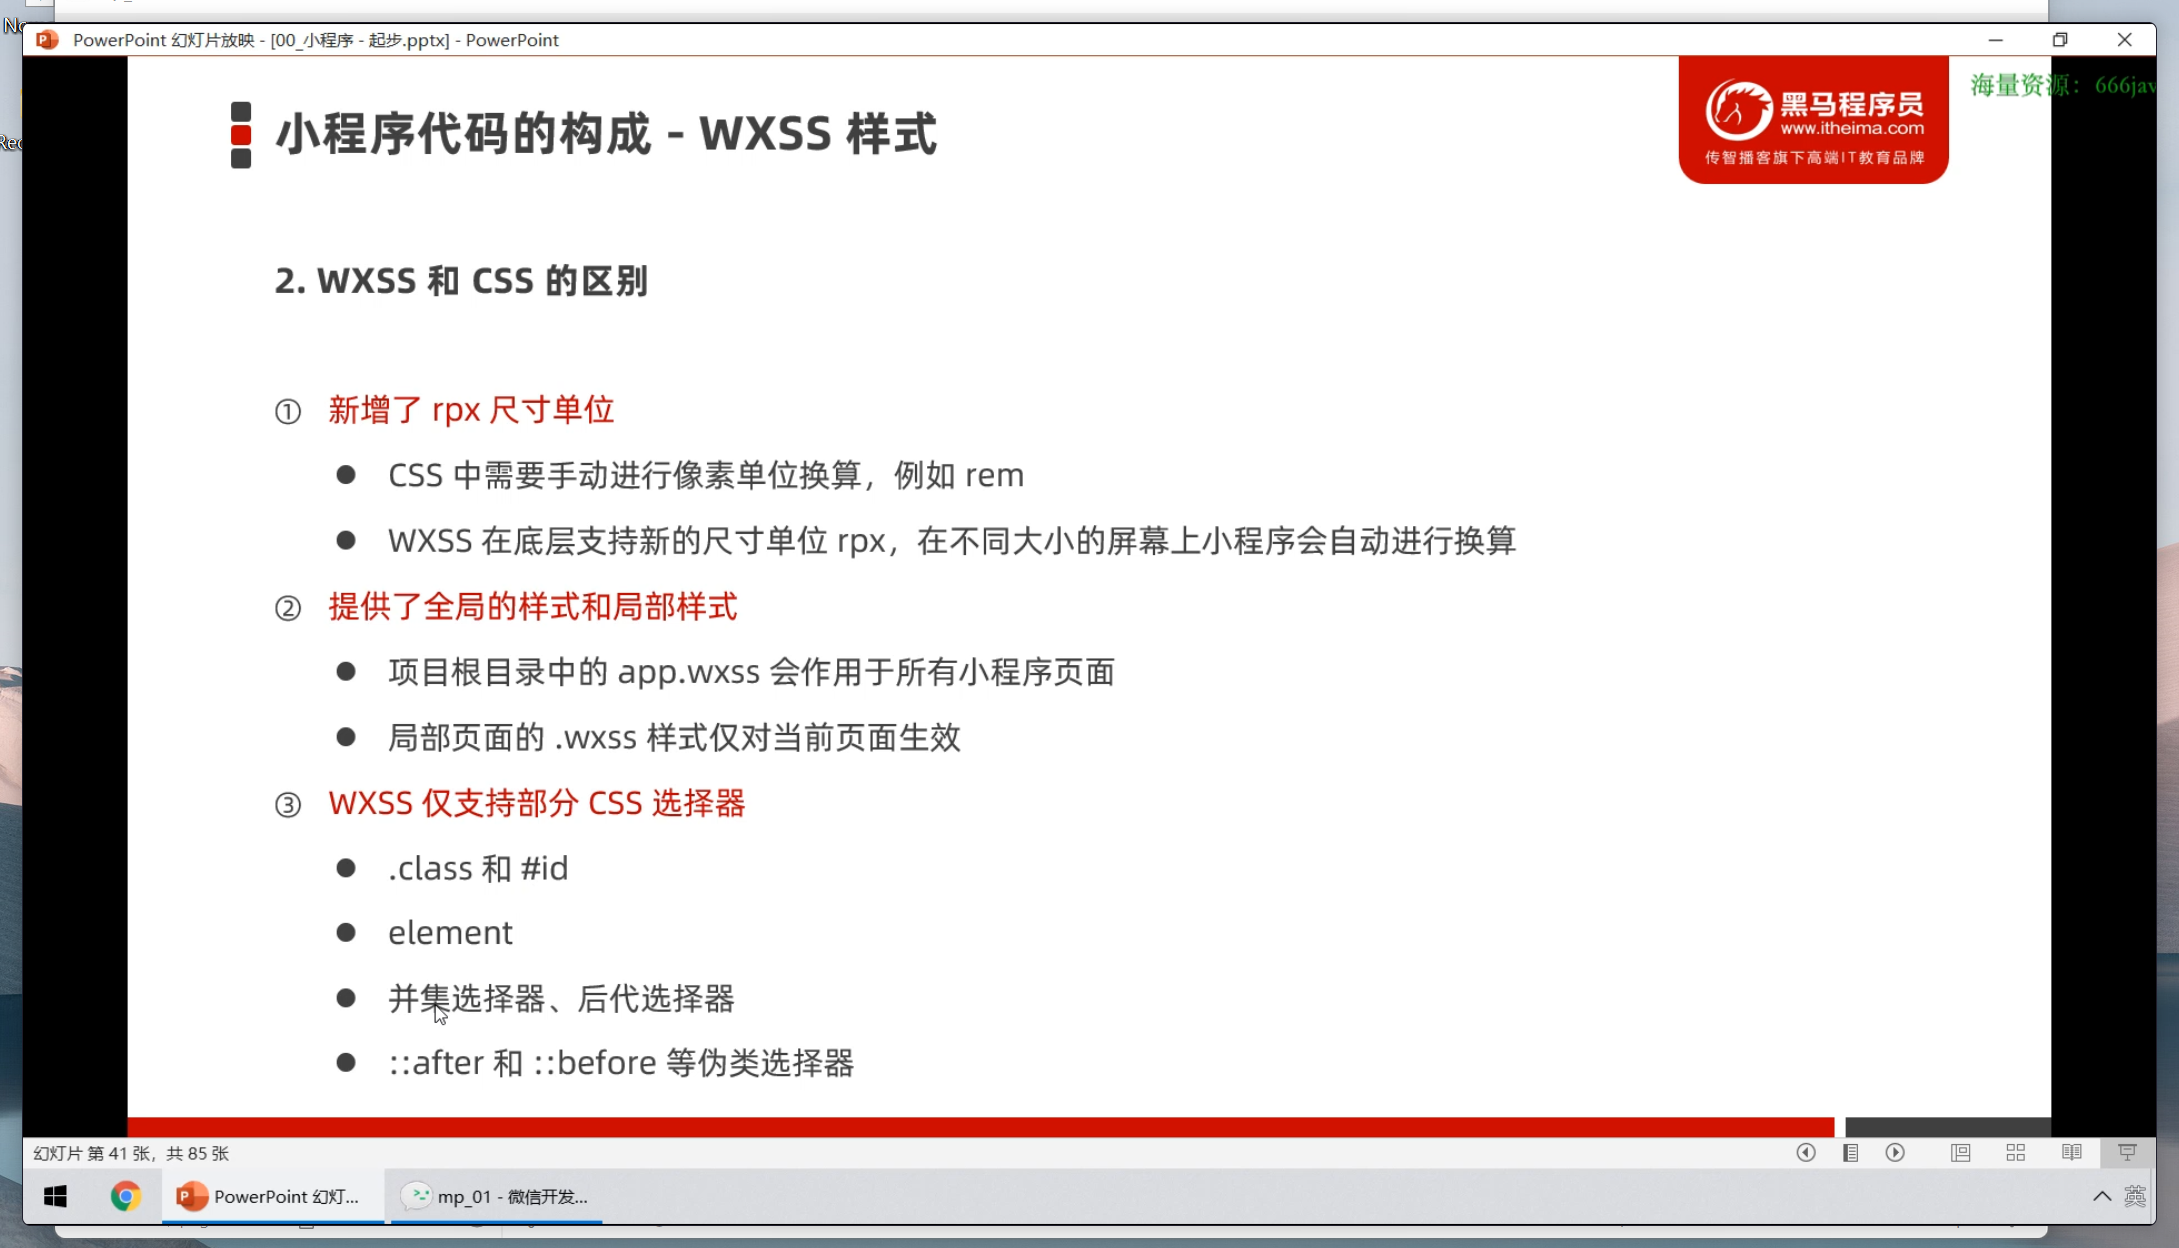 PowerPoint 幻灯片放映 - [00_小程序 - 起步.pptx] - PowerPoint
小程序代码的构成 - WXSS 样式
黑马程序员
www.itheima.com
传智播客旗下高端IT教育品牌
海量资源：666jav
2. WXSS 和 CSS 的区别
① 新增了 rpx 尺寸单位
● CSS 中需要手动进行像素单位换算，例如 rem
● WXSS 在底层支持新的尺寸单位 rpx，在不同大小的屏幕上小程序会自动进行换算
② 提供了全局的样式和局部样式
● 项目根目录中的 app.wxss 会作用于所有小程序页面
● 局部页面的 .wxss 样式仅对当前页面生效
③ WXSS 仅支持部分 CSS 选择器
● .class 和 #id
● element
● 并集选择器、后代选择器
● ::after 和 ::before 等伪类选择器
幻灯片 第 41 张，共 85 张
PowerPoint 幻灯...
mp_01 - 微信开发...
英